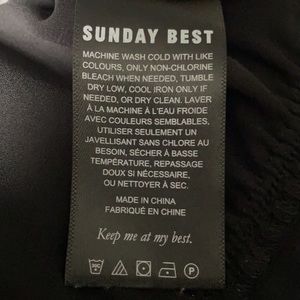 SUNDAY BEST
MACHINE WASH COLD WITH LIKE
COLOURS, ONLY NON-CHLORINE
BLEACH WHEN NEEDED, TUMBLE
DRY LOW, COOL IRON ONLY IF
NEEDED, OR DRY CLEAN. LAVER
À LA MACHINE À L'EAU FROIDE
AVEC COULEURS SEMBLABLES,
UTILISER SEULEMENT UN
JAVELLISANT SANS CHLORE AU
BESOIN, SÉCHER À BASSE
TEMPÉRATURE, REPASSAGE
DOUX SI NÉCESSAIRE,
OU NETTOYER À SEC.
MADE IN CHINA
FABRIQUÉ EN CHINE
Keep me at my best.
30C
P